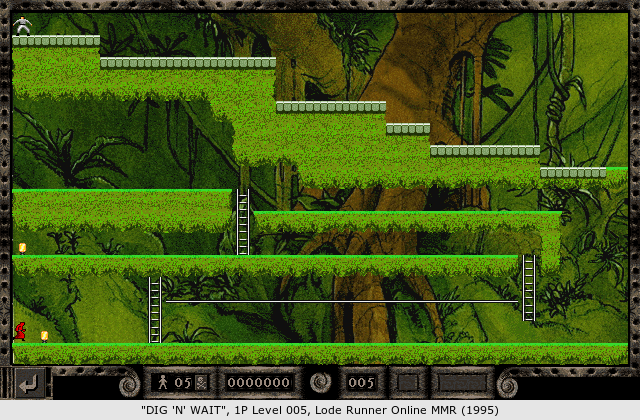 05 0000000 005
"DIG 'N' WAIT", 1P Level 005, Lode Runner Online MMR (1995)